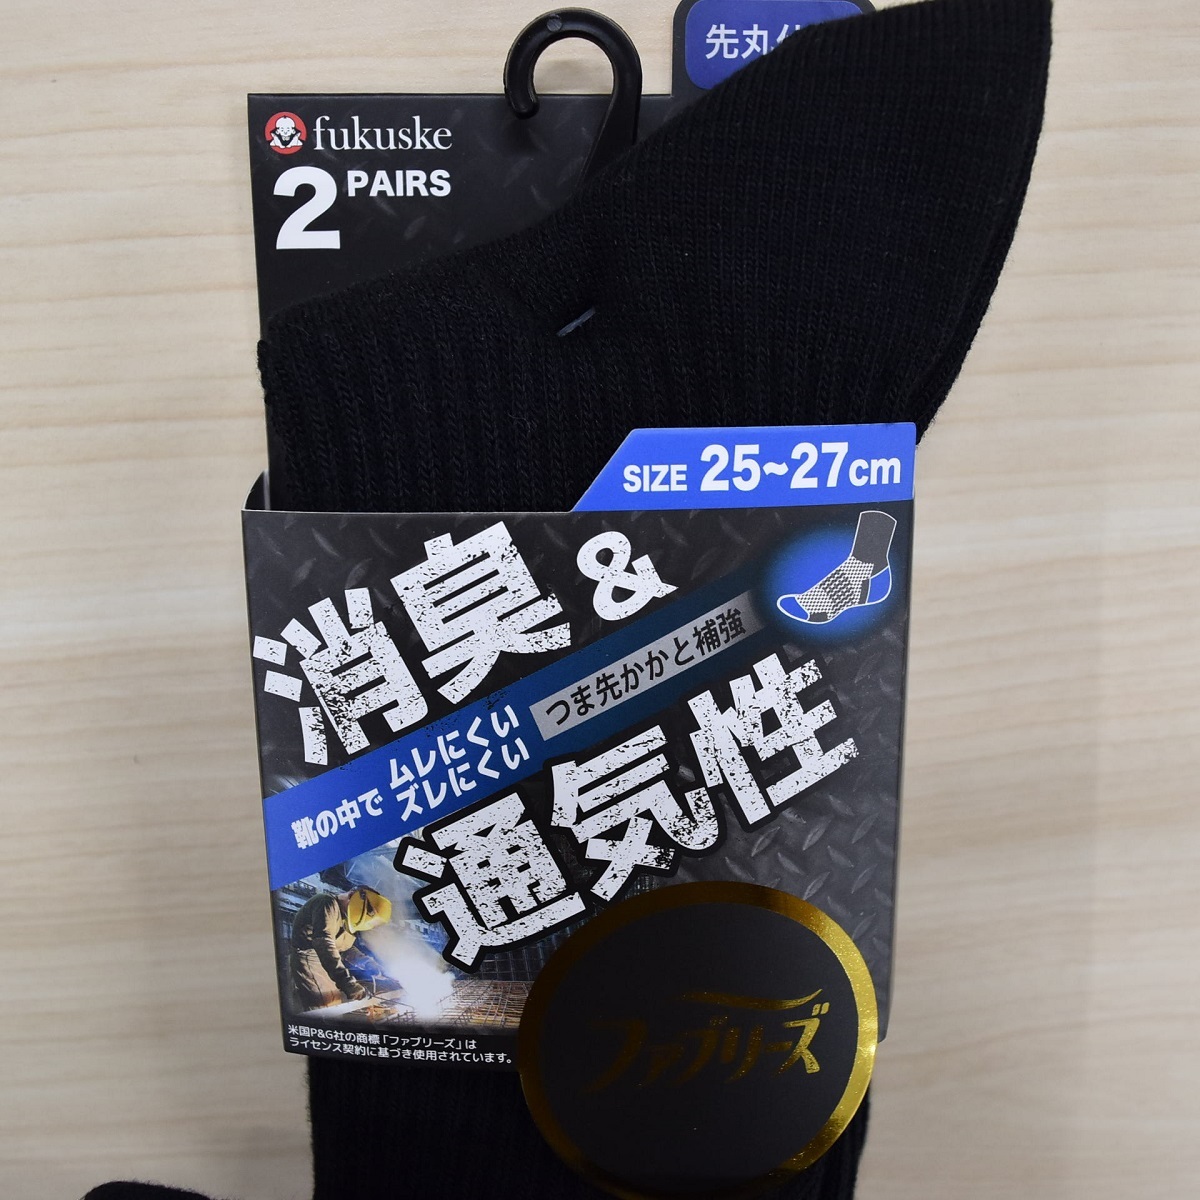 先丸
fukuske
2 PAIRS
SIZE 25~27cm
消臭 &
つま先かかと補強
靴の中で ムレにくい
ズレにくい
通気性
ファブリーズ
米国P&G社の商標「ファブリーズ」は
ライセンス契約に基づき使用されています。